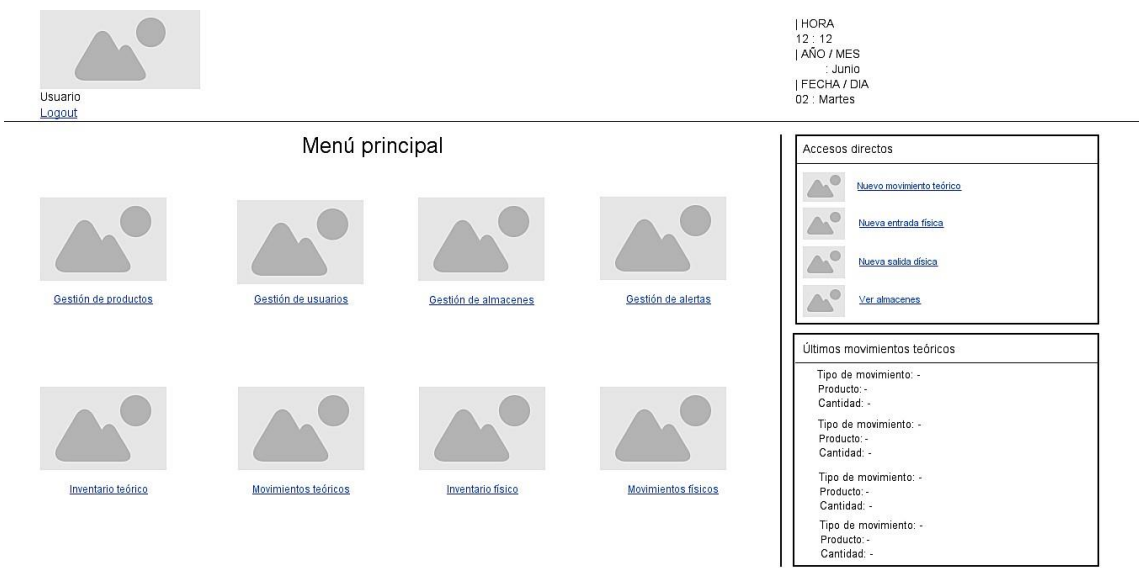 Usuario
Logout
| HORA
12 : 12
| AÑO / MES
: Junio
| FECHA / DIA
02 : Martes
Menú principal
Gestión de productos
Gestión de usuarios
Gestión de almacenes
Gestión de alertas
Inventario teórico
Movimientos teóricos
Inventario físico
Movimientos físicos
Accesos directos
Nuevo movimiento teórico
Nueva entrada física
Nueva salida dísica
Ver almacenes
Últimos movimientos teóricos
Tipo de movimiento: -
Producto: -
Cantidad: -
Tipo de movimiento: -
Producto: -
Cantidad: -
Tipo de movimiento: -
Producto: -
Cantidad: -
Tipo de movimiento: -
Producto: -
Cantidad: -